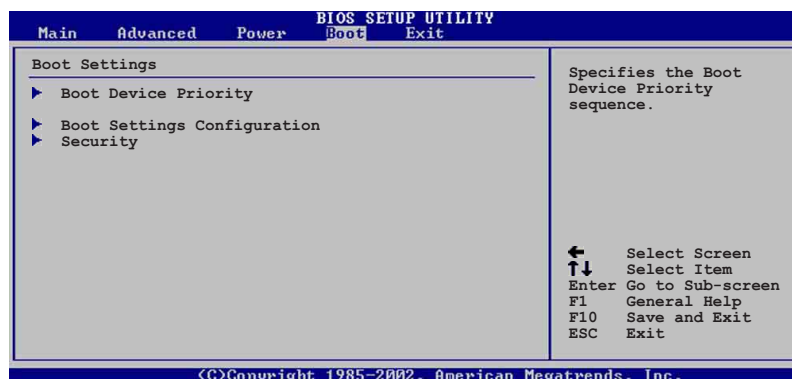 BIOS SETUP UTILITY
Main Advanced Power Boot Exit
Boot Settings
Boot Device Priority
Boot Settings Configuration
Security
Specifies the Boot
Device Priority
sequence.
← Select Screen
↑↓ Select Item
Enter Go to Sub-screen
F1 General Help
F10 Save and Exit
ESC Exit
(C)Copyright 1985-2002, American Megatrends, Inc.